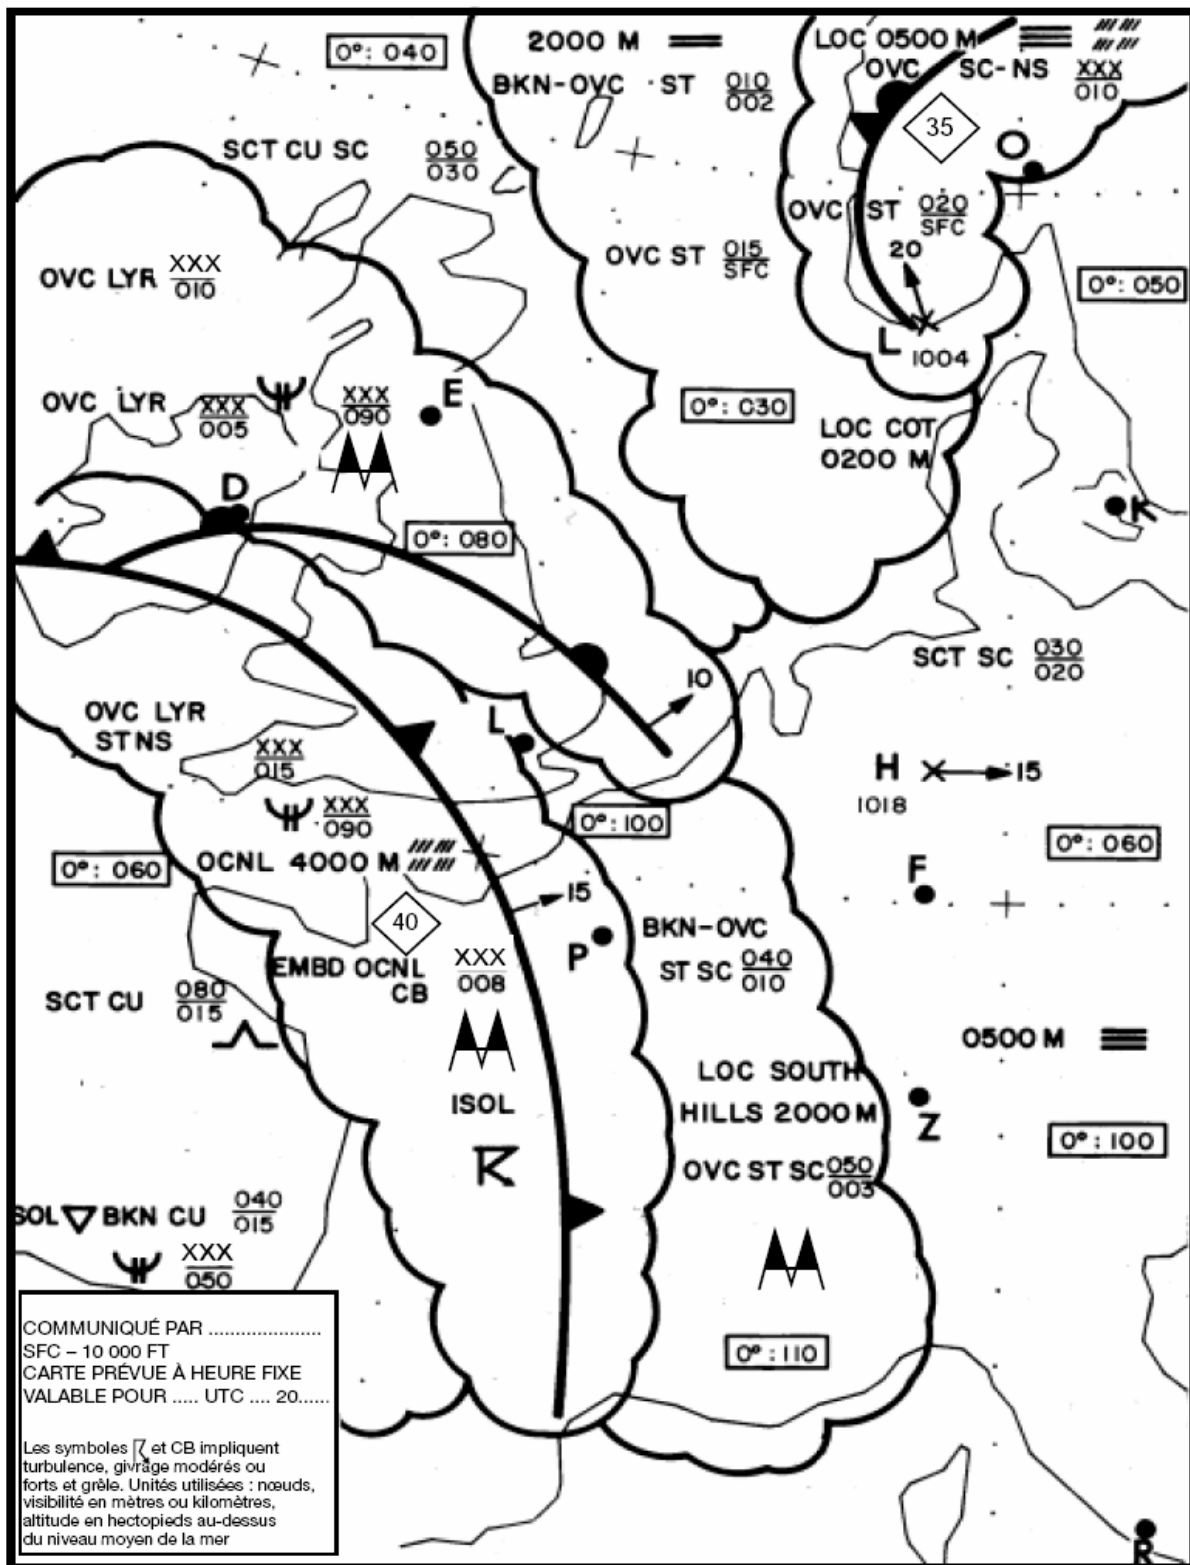 0°: 040
2000 M
BKN-OVC ST 010
002
LOC 0500 M
OVC SC-NS XXX
010
35
O
SCT CU SC 050
030
OVC ST 020
SFC
20
L
1004
OVC ST 015
SFC
0°: 050
OVC LYR XXX
010
OVC LYR XXX
005
XXX
090
E
0°: 030
LOC COT
0200 M
K
D
0°: 080
SCT SC 030
020
10
OVC LYR
ST NS
XXX
015
L
H
15
1018
XXX
090
0°: 100
0°: 060
OCNL 4000 M
0°: 060
F
40
15
P
BKN-OVC
ST SC 040
010
EMBD OCNL
CB
XXX
008
SCT CU 080
015
0500 M
LOC SOUTH
HILLS 2000 M
Z
ISOL
0°: 100
OVC ST SC 050
003
SOL BKN CU 040
015
XXX
050
0°: 110
COMMUNIQUÉ PAR .....................
SFC – 10 000 FT
CARTE PRÉVUE À HEURE FIXE
VALABLE POUR ..... UTC .... 20......
Les symboles et CB impliquent
turbulence, givrage modérés ou
forts et grêle. Unités utilisées : nœuds,
visibilité en mètres ou kilomètres,
altitude en hectopieds au-dessus
du niveau moyen de la mer
R